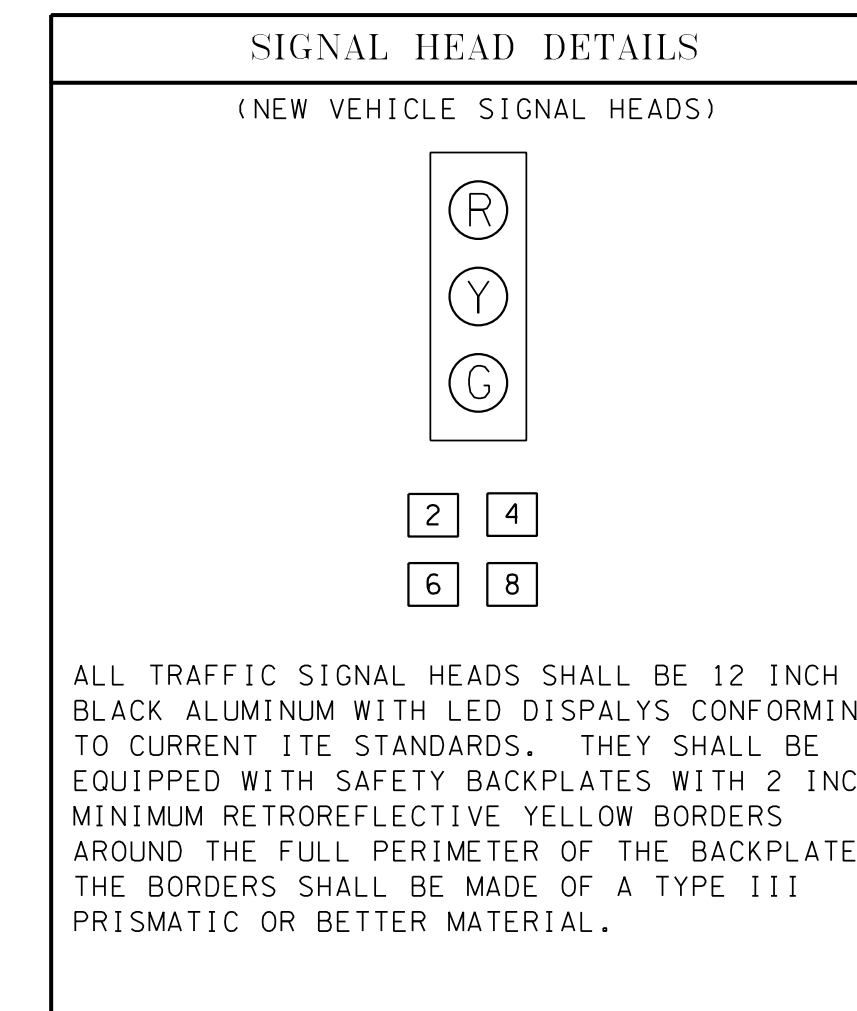 SIGNAL HEAD DETAILS
(NEW VEHICLE SIGNAL HEADS)
R
Y
G
2 4
6 8
ALL TRAFFIC SIGNAL HEADS SHALL BE 12 INCH
BLACK ALUMINUM WITH LED DISPALYS CONFORMIN
TO CURRENT ITE STANDARDS. THEY SHALL BE
EQUIPPED WITH SAFETY BACKPLATES WITH 2 INC
MINIMUM RETROREFLECTIVE YELLOW BORDERS
AROUND THE FULL PERIMETER OF THE BACKPLATE
THE BORDERS SHALL BE MADE OF A TYPE III
PRISMATIC OR BETTER MATERIAL.